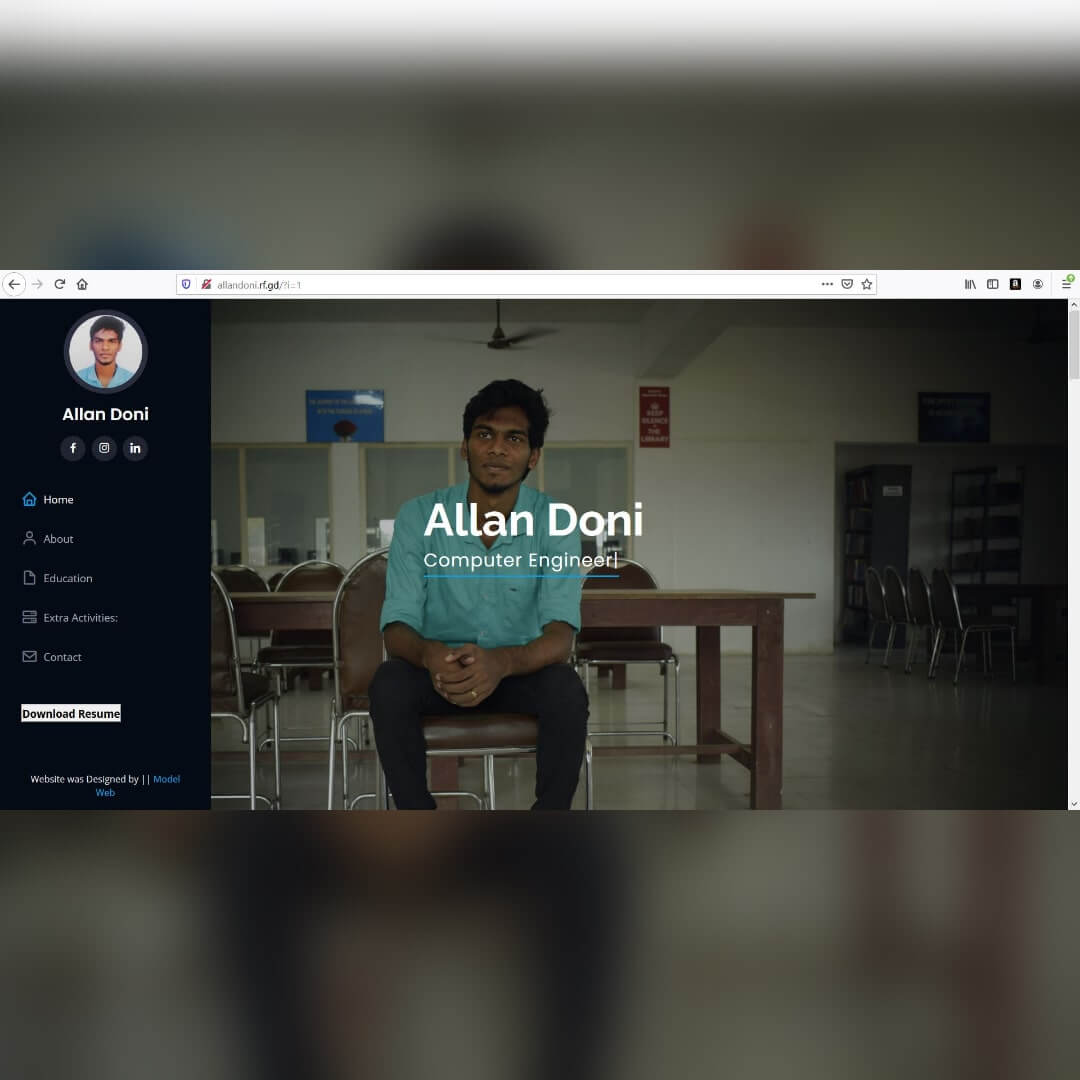 allandoni.rf.gd/?i=1
Allan Doni
Home
About
Education
Extra Activities:
Contact
Download Resume
Website was Designed by || Model
Web
KEEP
SILENCE
THE
LIBRARY
Allan Doni
Computer Engineer|